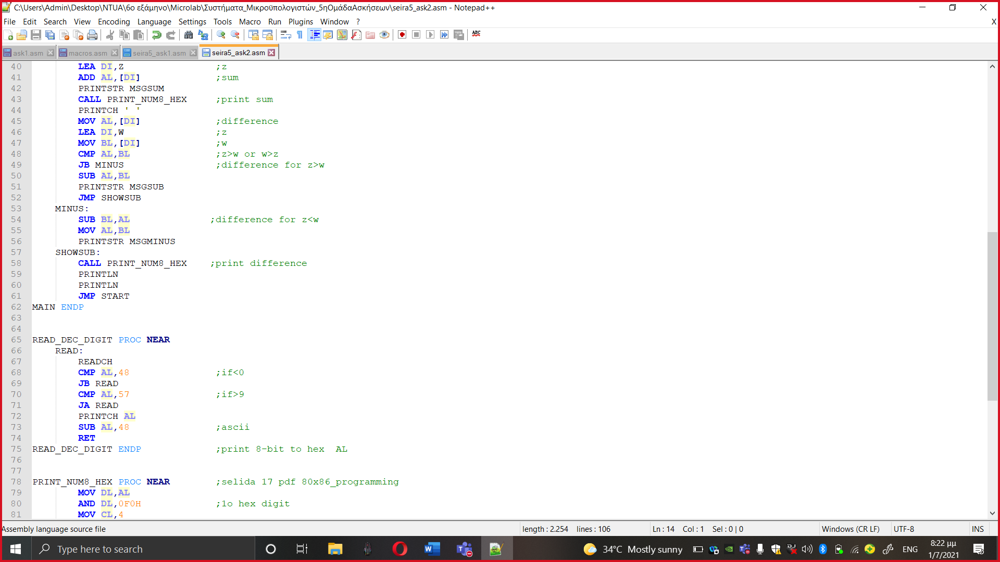 C:\Users\Admin\Desktop\NTUA\6ο εξάμηνο\Microlab\Συστήματα_Μικροϋπολογιστών_5ηΟμάδαΑσκήσεων\seira5_ask2.asm - Notepad++
File Edit Search View Encoding Language Settings Tools Macro Run Plugins Window ? X
ABC
ask1.asm macros.asm seira5_ask1.asm seira5_ask2.asm
40 LEA DI,Z ;z
41 ADD AL,[DI] ;sum
42 PRINTSTR MSGSUM
43 CALL PRINT_NUM8_HEX ;print sum
44 PRINTCH ' '
45 MOV AL,[DI] ;difference
46 LEA DI,W ;z
47 MOV BL,[DI] ;w
48 CMP AL,BL ;z>w or w>z
49 JB MINUS ;difference for z>w
50 SUB AL,BL
51 PRINTSTR MSGSUB
52 JMP SHOWSUB
53 MINUS:
54 SUB BL,AL ;difference for z<w
55 MOV AL,BL
56 PRINTSTR MSGMINUS
57 SHOWSUB:
58 CALL PRINT_NUM8_HEX ;print difference
59 PRINTLN
60 PRINTLN
61 JMP START
62 MAIN ENDP
63
64
65 READ_DEC_DIGIT PROC NEAR
66 READ:
67 READCH
68 CMP AL,48 ;if<0
69 JB READ
70 CMP AL,57 ;if>9
71 JA READ
72 PRINTCH AL
73 SUB AL,48 ;ascii
74 RET
75 READ_DEC_DIGIT ENDP ;print 8-bit to hex  AL
76
77
78 PRINT_NUM8_HEX PROC NEAR ;selida 17 pdf 80x86_programming
79 MOV DL,AL
80 AND DL,0F0H ;1o hex digit
81 MOV CL,4
Assembly language source file length : 2.254 lines : 106 Ln : 14 Col : 1 Sel : 0 | 0 Windows (CR LF) UTF-8 INS
Type here to search 34°C Mostly sunny ENG 8:22 μμ
1/7/2021